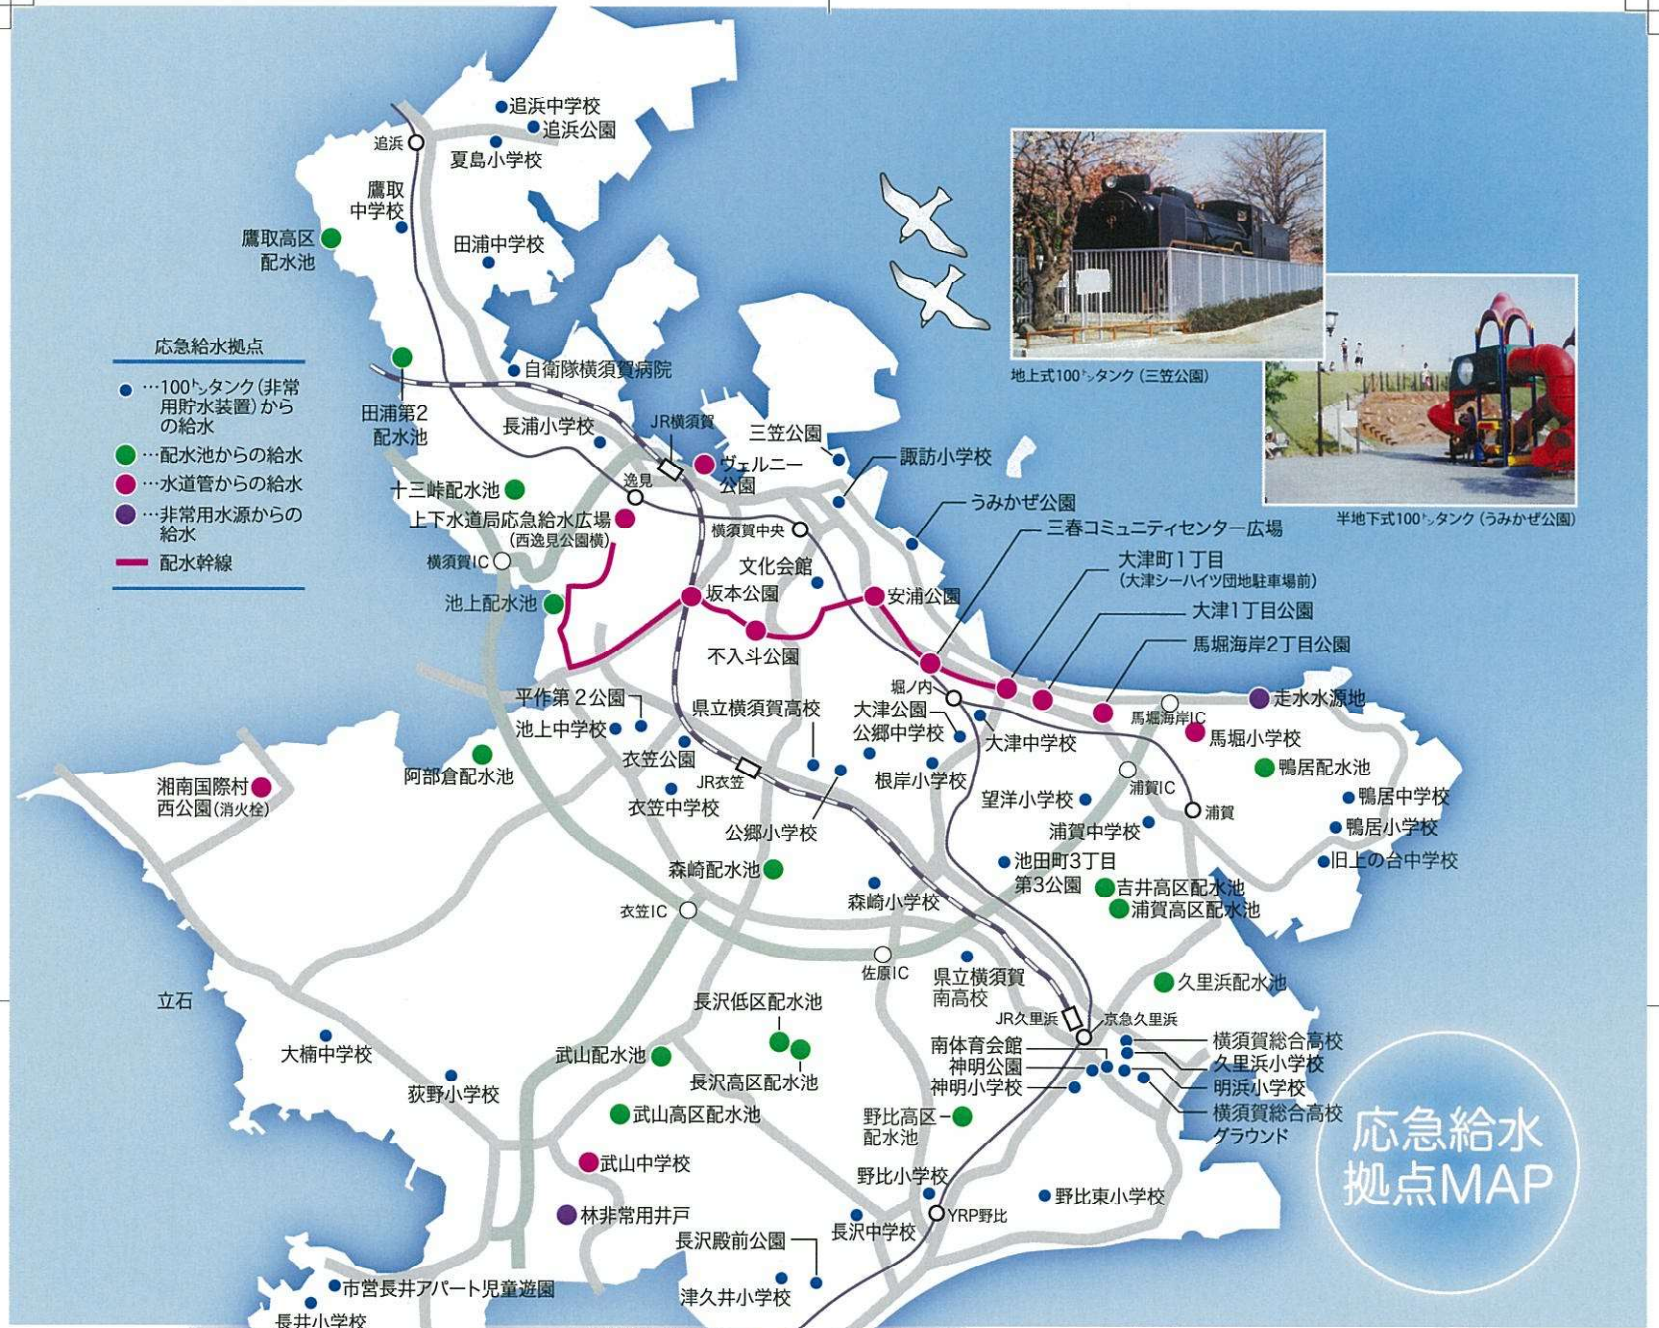 追浜中学校
追浜公園
追浜
夏島小学校
鷹取
中学校
鷹取高区
配水池
田浦中学校
応急給水拠点
…100㌧タンク（非常
用貯水装置）から
の給水
…配水池からの給水
…水道管からの給水
…非常用水源からの
給水
配水幹線
地上式100㌧タンク（三笠公園）
半地下式100㌧タンク（うみかぜ公園）
自衛隊横須賀病院
田浦第2
配水池
長浦小学校
JR横須賀
三笠公園
ヴェルニー
公園
諏訪小学校
逸見
十三峠配水池
うみかぜ公園
上下水道局応急給水広場
（西逸見公園横）
横須賀中央
三春コミュニティセンター広場
横須賀IC
文化会館
大津町1丁目
（大津シーハイツ団地駐車場前）
池上配水池
坂本公園
安浦公園
大津1丁目公園
不入斗公園
馬堀海岸2丁目公園
堀ノ内
平作第2公園
県立横須賀高校
大津公園
走水水源地
池上中学校
公郷中学校
大津中学校
馬堀海岸IC
馬堀小学校
衣笠公園
阿部倉配水池
JR衣笠
根岸小学校
鴨居配水池
湘南国際村
西公園（消火栓）
衣笠中学校
望洋小学校
浦賀IC
鴨居中学校
浦賀
公郷小学校
浦賀中学校
鴨居小学校
森崎配水池
池田町3丁目
第3公園
旧上の台中学校
吉井高区配水池
浦賀高区配水池
森崎小学校
衣笠IC
佐原IC
県立横須賀
南高校
久里浜配水池
立石
長沢低区配水池
JR久里浜
京急久里浜
大楠中学校
武山配水池
南体育会館
横須賀総合高校
神明公園
久里浜小学校
長沢高区配水池
神明小学校
明浜小学校
荻野小学校
武山高区配水池
野比高区
配水池
横須賀総合高校
グラウンド
応急給水
拠点MAP
武山中学校
野比小学校
野比東小学校
林非常用井戸
長沢中学校
YRP野比
長沢殿前公園
市営長井アパート児童遊園
津久井小学校
長井小学校